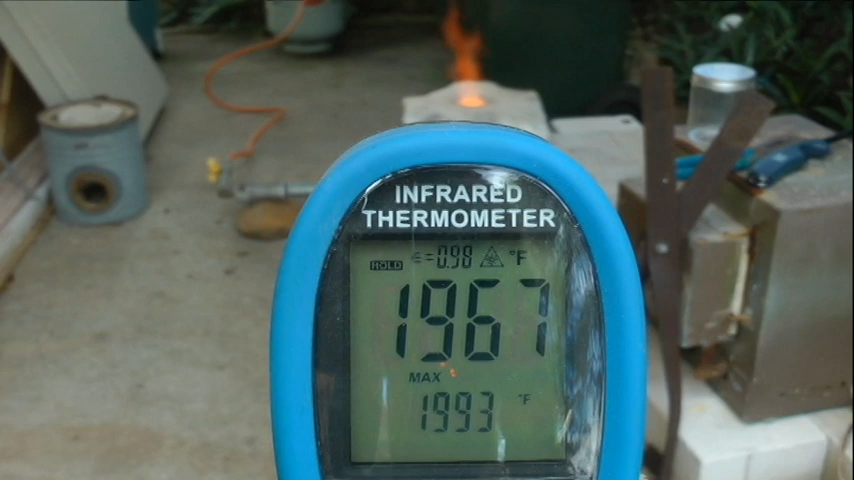 INFRARED
THERMOMETER
HOLD ε=0.98 °F
1967
MAX
1993 °F